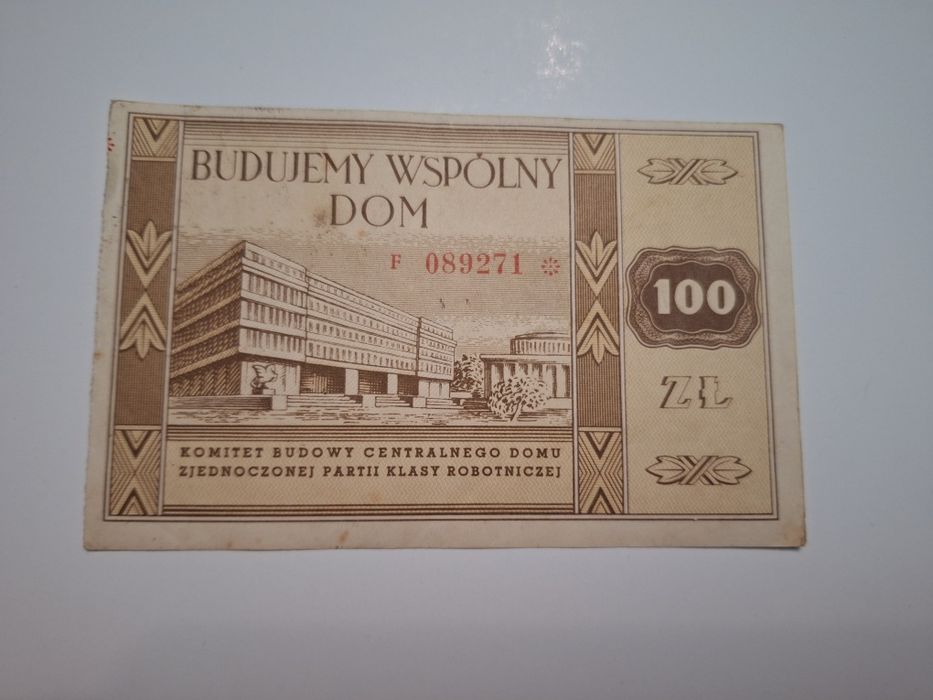 BUDUJEMY WSPÓLNY
DOM
F 089271
100
ZŁ
KOMITET BUDOWY CENTRALNEGO DOMU
ZJEDNOCZONEJ PARTII KLASY ROBOTNICZEJ